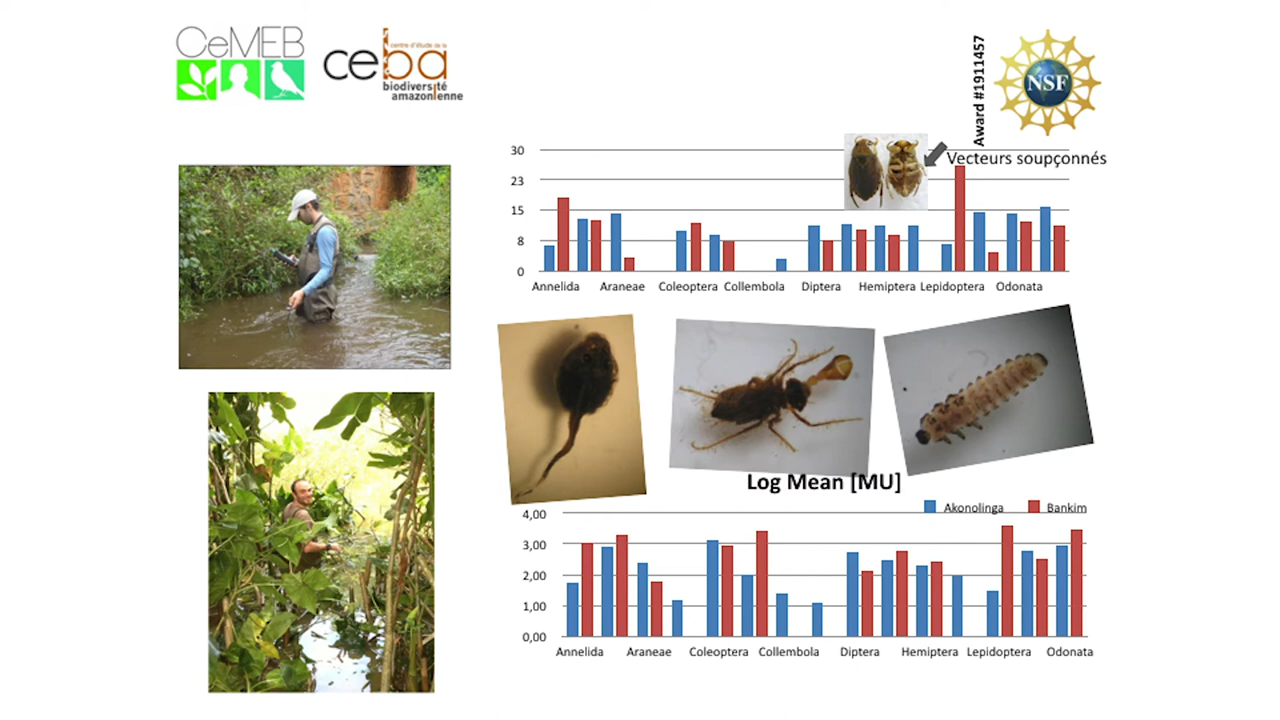 CeMEB
centre d'étude de la
ceba
biodiversité
amazonienne
Award #1911457
NSF
Vecteurs soupçonnés
30
23
15
8
0
Annelida Araneae Coleoptera Collembola Diptera Hemiptera Lepidoptera Odonata
Log Mean [MU]
Akonolinga Bankim
4,00
3,00
2,00
1,00
0,00
Annelida Araneae Coleoptera Collembola Diptera Hemiptera Lepidoptera Odonata